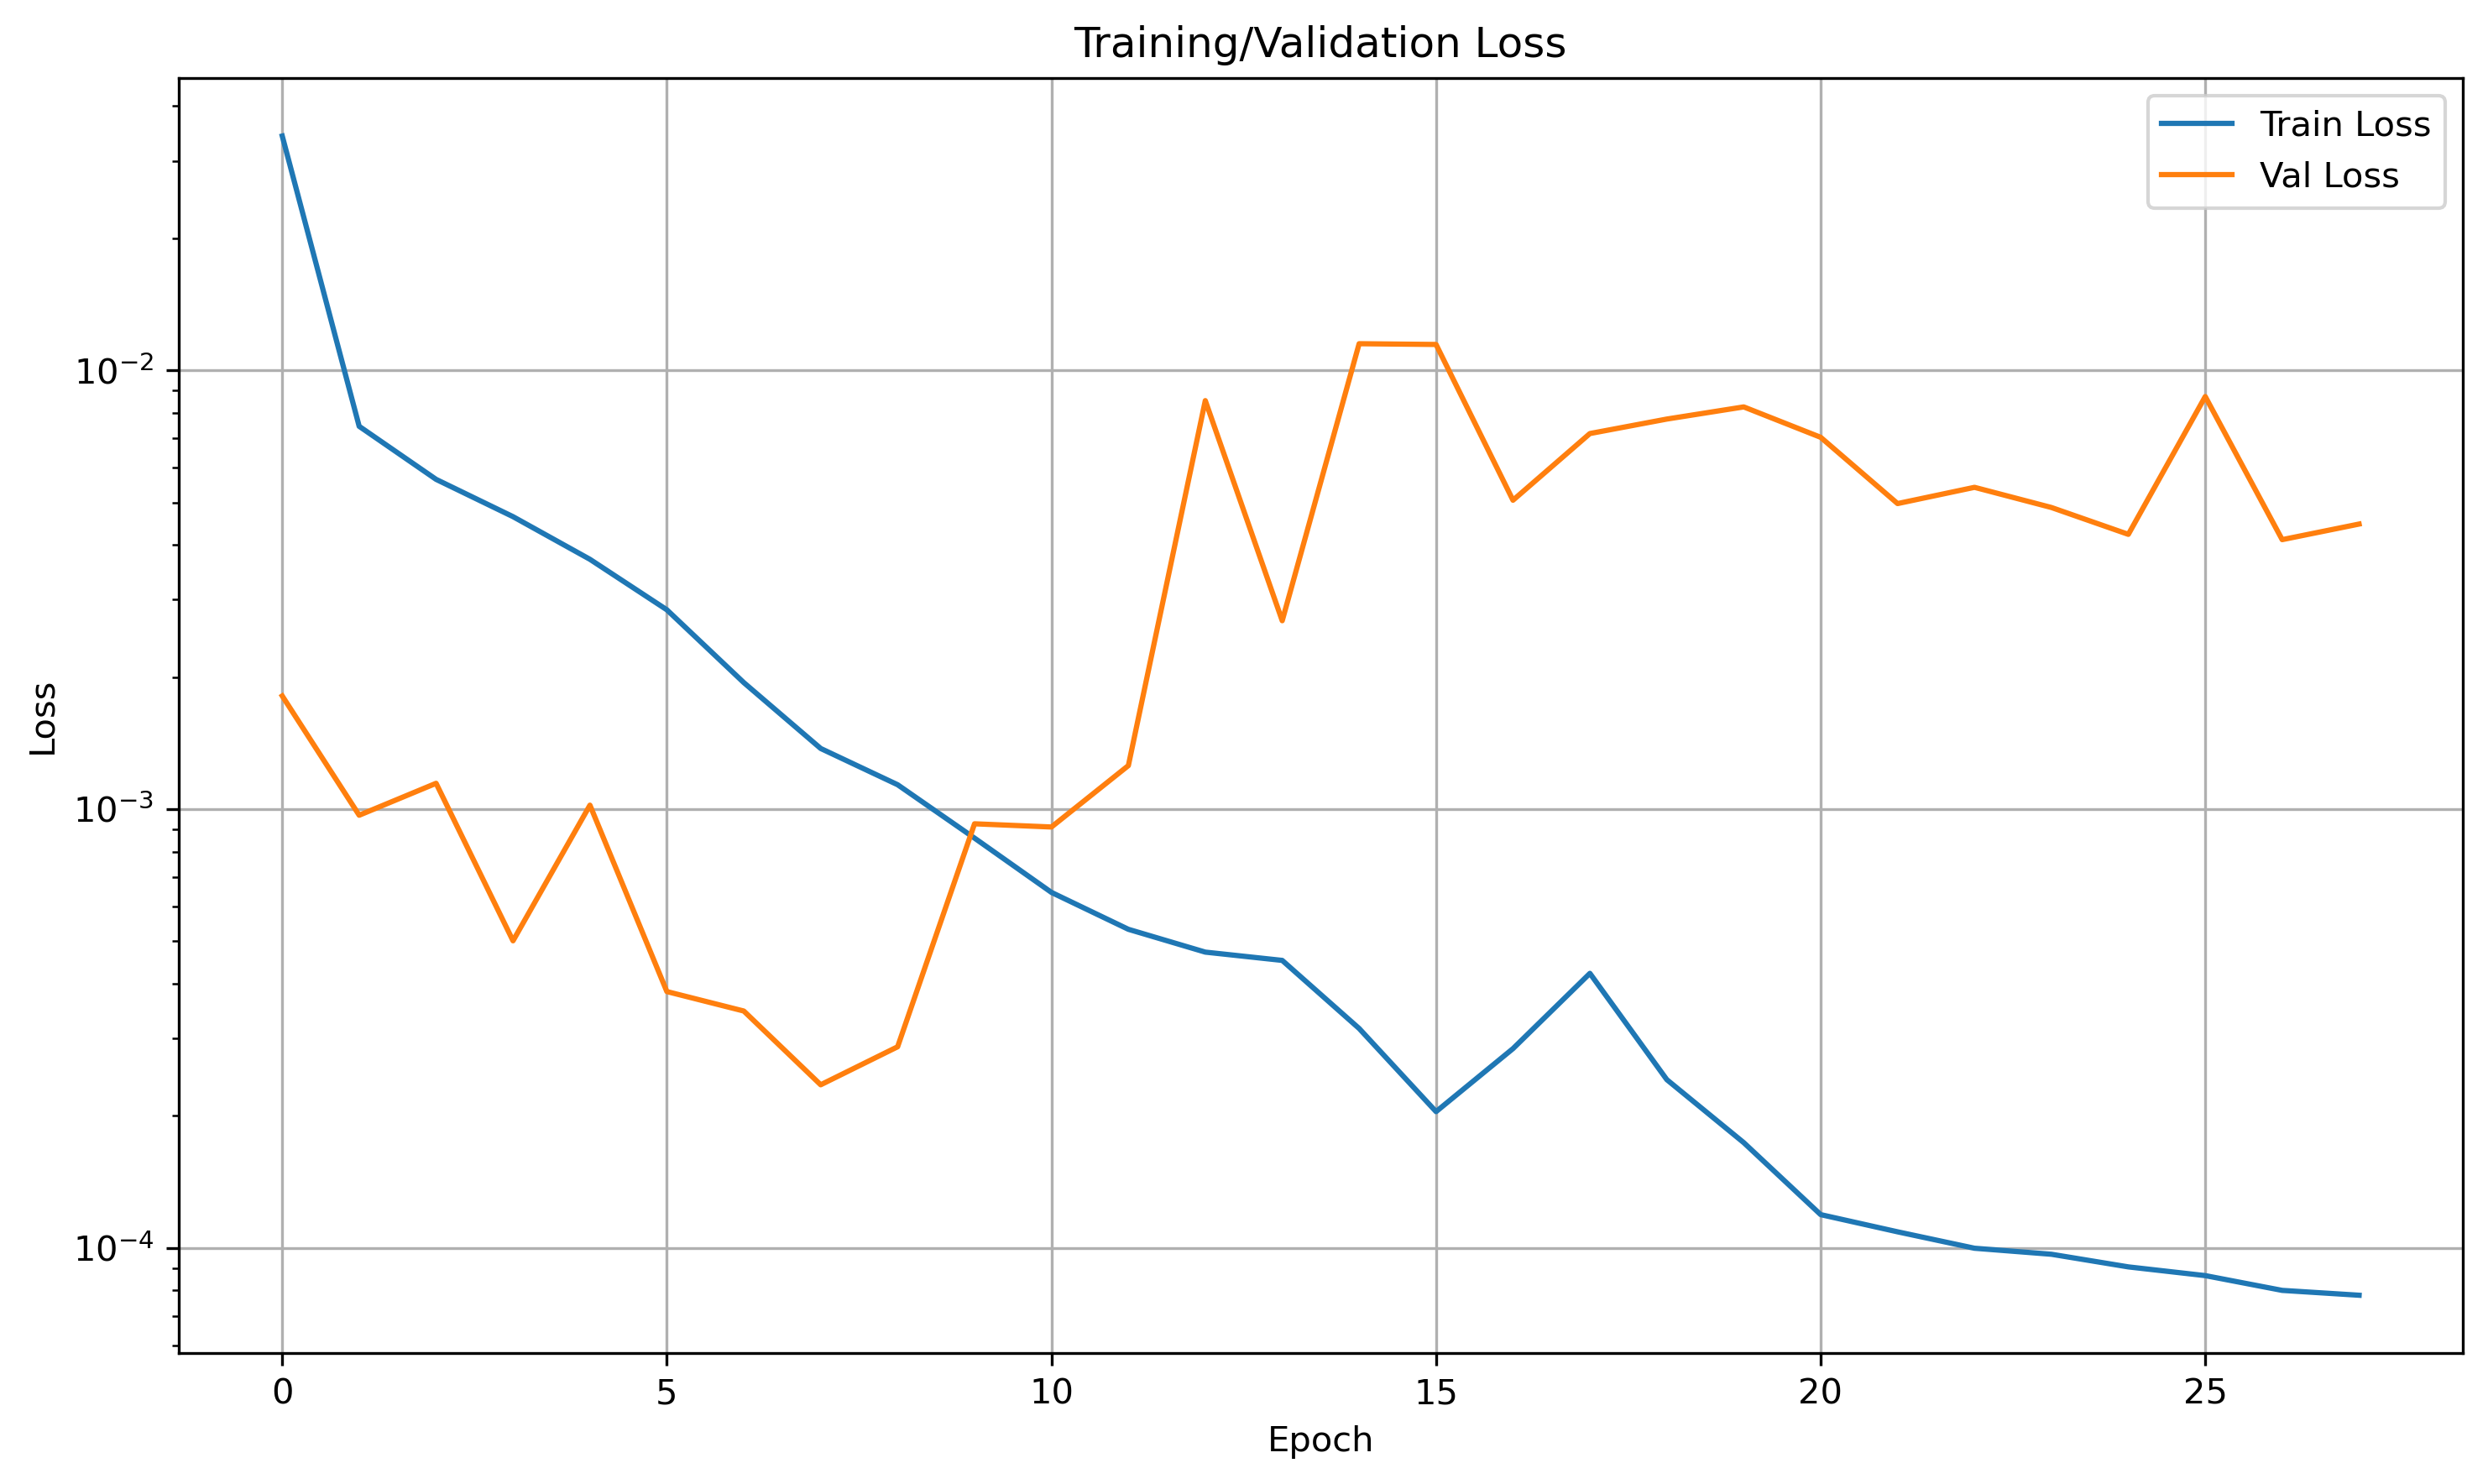 Training/Validation Loss
Train Loss
Val Loss
10⁻²
10⁻³
10⁻⁴
Loss
0 5 10 15 20 25
Epoch